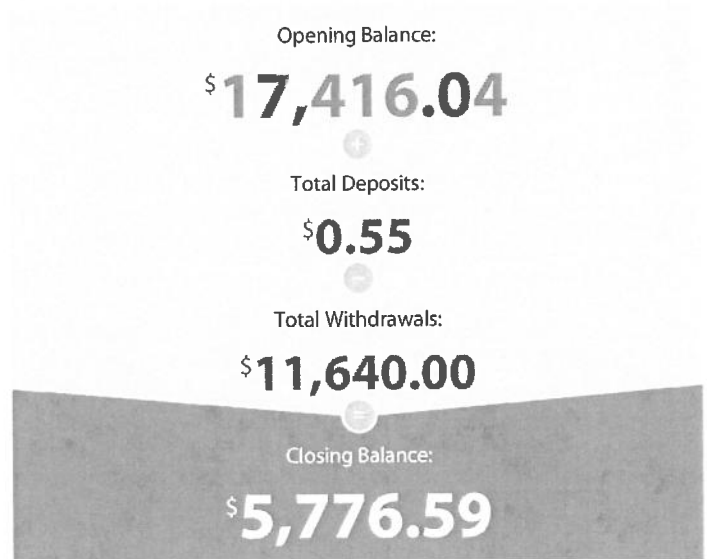 Opening Balance:
$17,416.04
+
Total Deposits:
$0.55
−
Total Withdrawals:
$11,640.00
=
Closing Balance:
$5,776.59